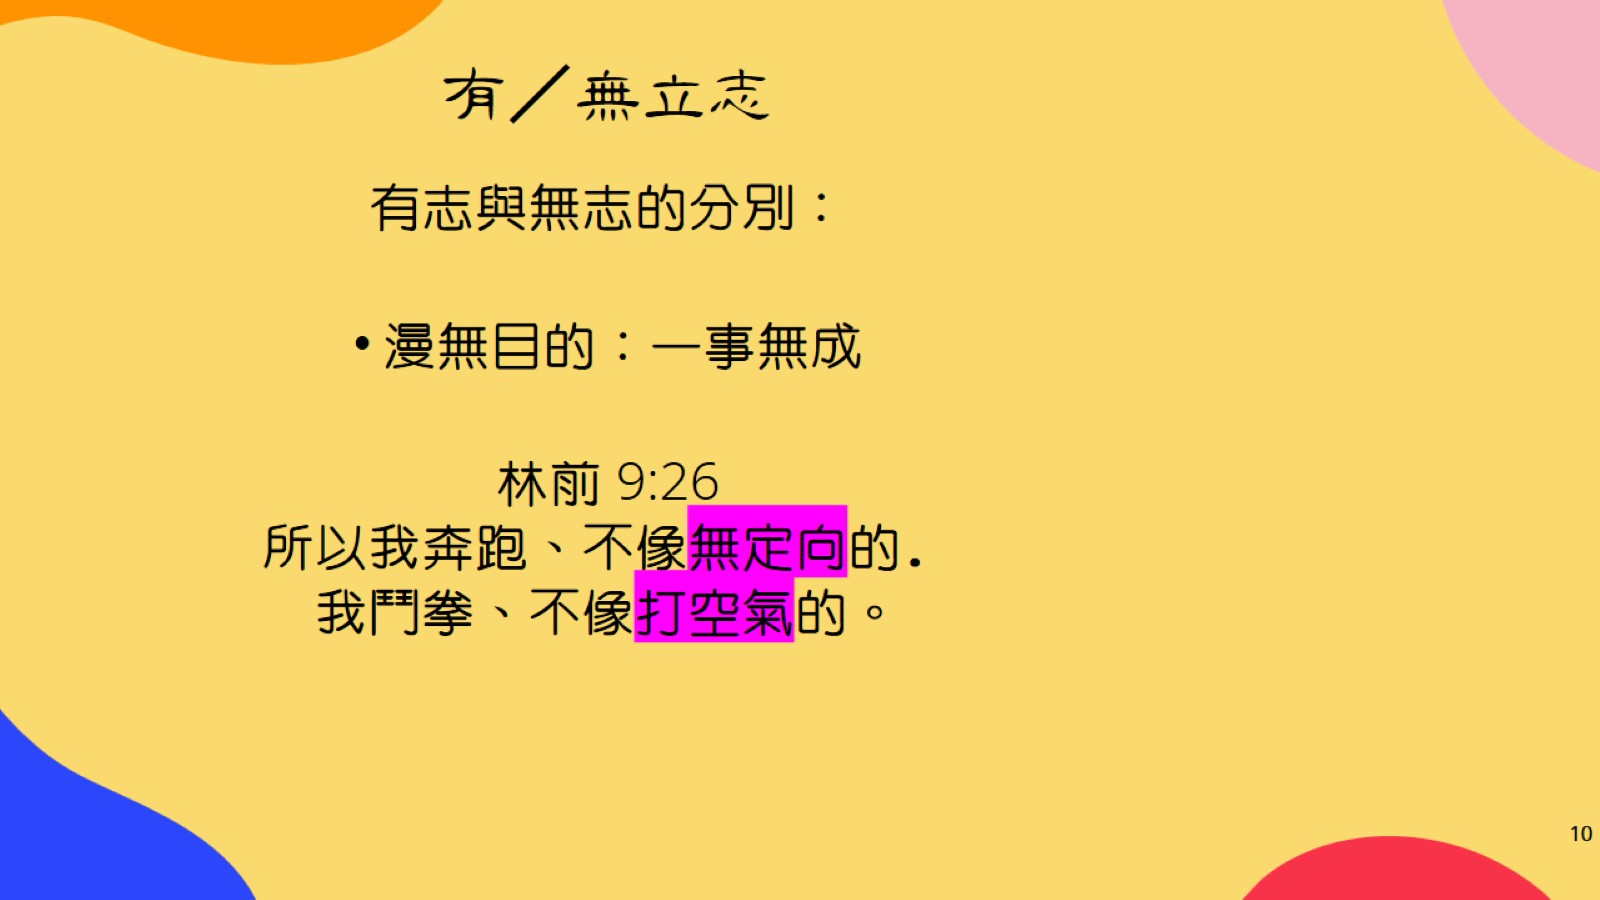 有／無立志
有志與無志的分別：
•漫無目的：一事無成
林前 9:26
所以我奔跑、不像無定向的．
我鬥拳、不像打空氣的。
10